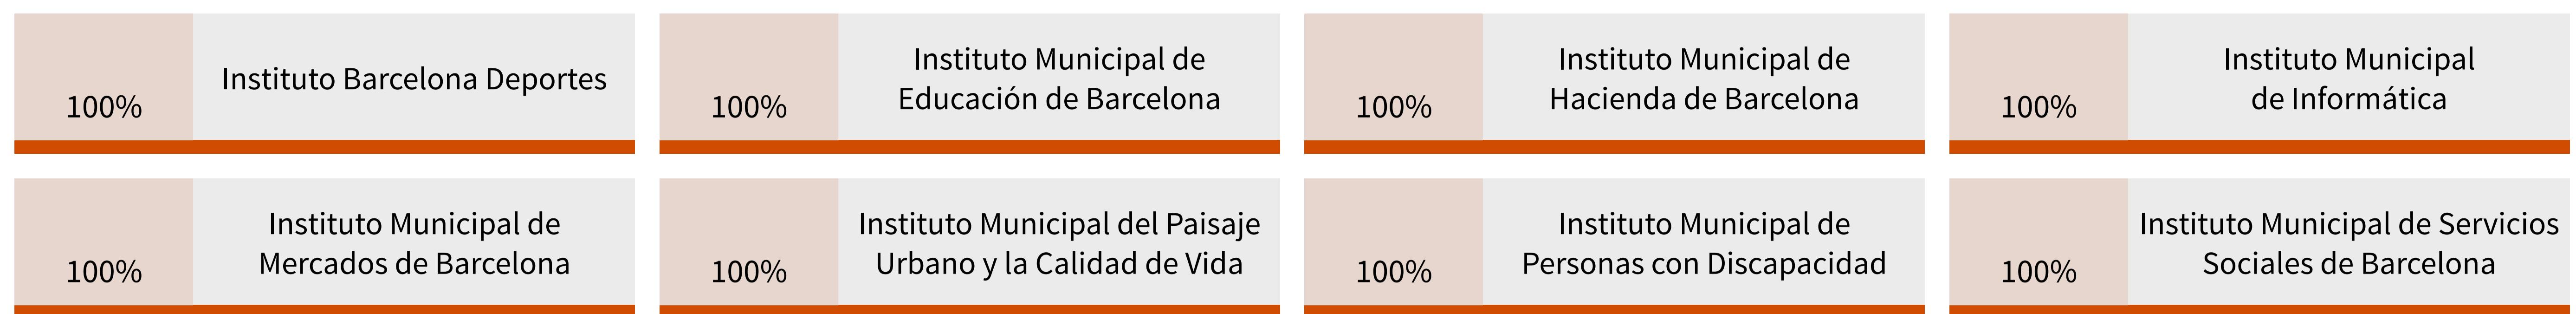 100%
Instituto Barcelona Deportes
100%
Instituto Municipal de
Educación de Barcelona
100%
Instituto Municipal de
Hacienda de Barcelona
100%
Instituto Municipal
de Informática
100%
Instituto Municipal de
Mercados de Barcelona
100%
Instituto Municipal del Paisaje
Urbano y la Calidad de Vida
100%
Instituto Municipal de
Personas con Discapacidad
100%
Instituto Municipal de Servicios
Sociales de Barcelona